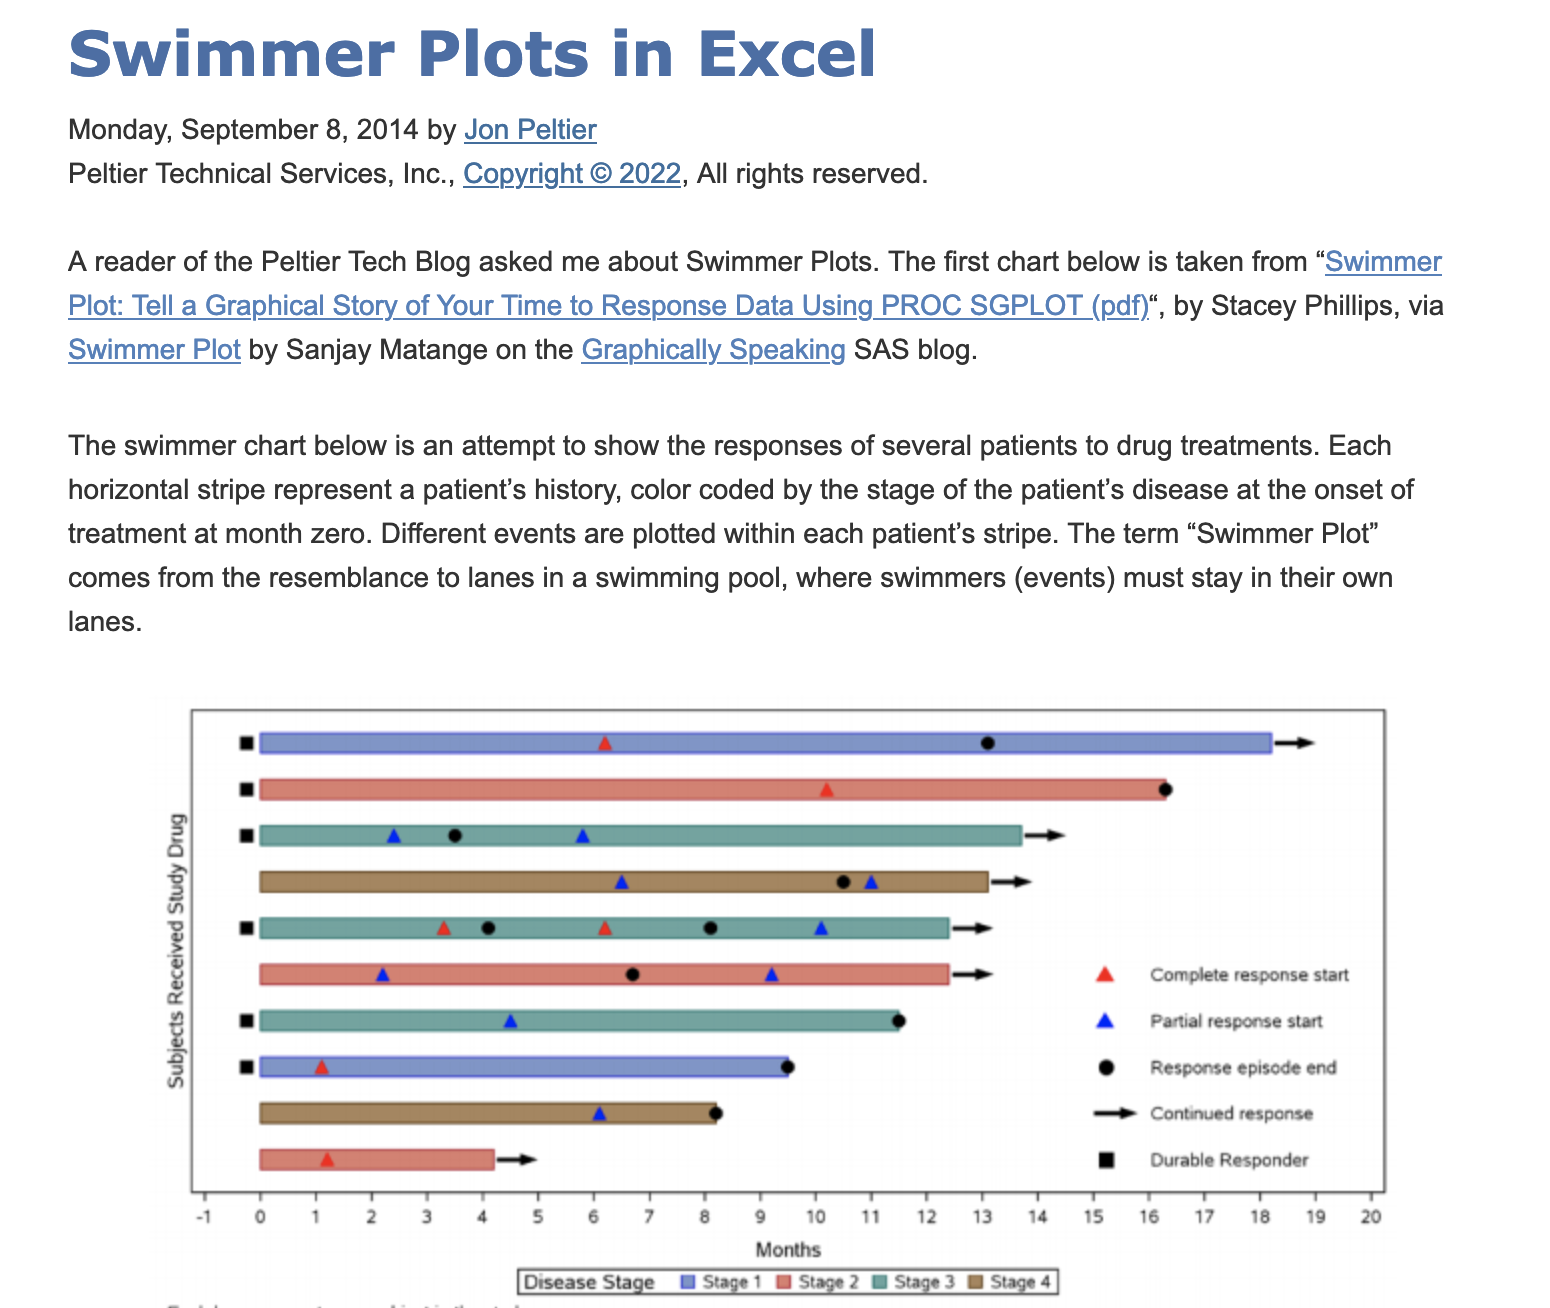 Swimmer Plots in Excel
Monday, September 8, 2014 by Jon Peltier
Peltier Technical Services, Inc., Copyright © 2022, All rights reserved.
A reader of the Peltier Tech Blog asked me about Swimmer Plots. The first chart below is taken from “Swimmer
Plot: Tell a Graphical Story of Your Time to Response Data Using PROC SGPLOT (pdf)“, by Stacey Phillips, via
Swimmer Plot by Sanjay Matange on the Graphically Speaking SAS blog.
The swimmer chart below is an attempt to show the responses of several patients to drug treatments. Each
horizontal stripe represent a patient’s history, color coded by the stage of the patient’s disease at the onset of
treatment at month zero. Different events are plotted within each patient’s stripe. The term “Swimmer Plot”
comes from the resemblance to lanes in a swimming pool, where swimmers (events) must stay in their own
lanes.
Subjects Received Study Drug
Complete response start
Partial response start
Response episode end
Continued response
Durable Responder
-1 0 1 2 3 4 5 6 7 8 9 10 11 12 13 14 15 16 17 18 19 20
Months
Disease Stage Stage 1 Stage 2 Stage 3 Stage 4